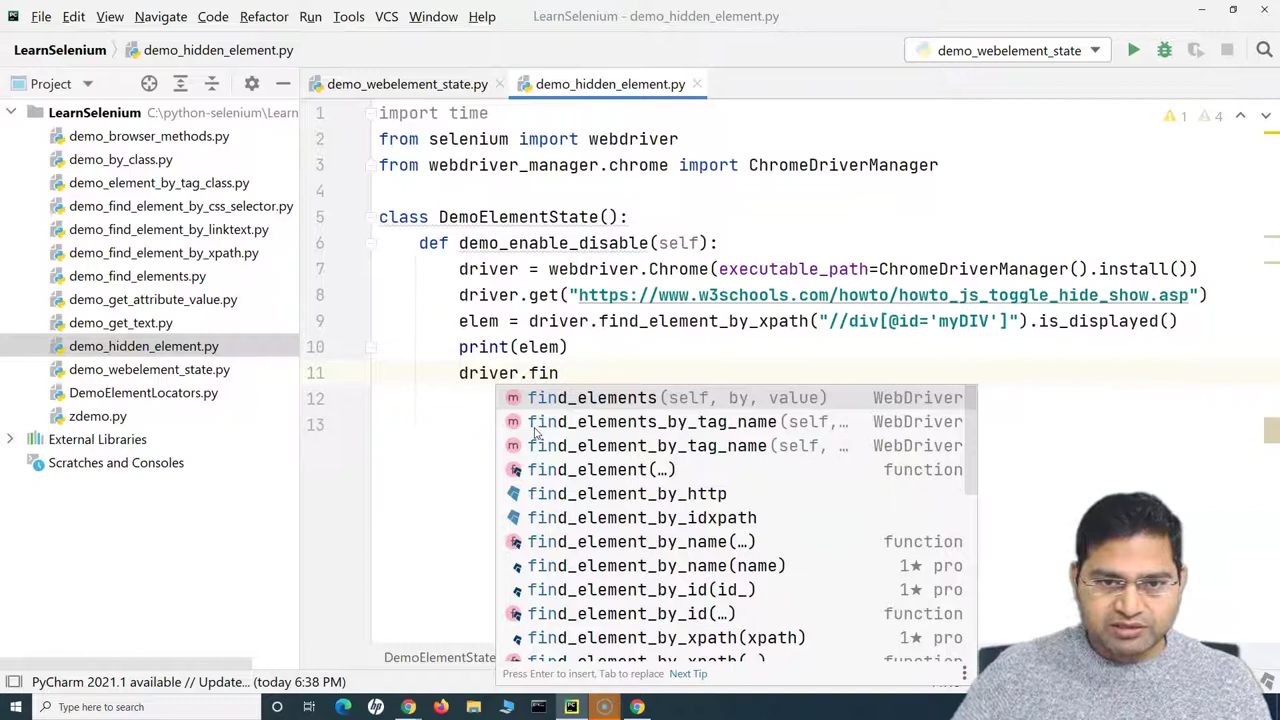 File Edit View Navigate Code Refactor Run Tools VCS Window Help LearnSelenium - demo_hidden_element.py
LearnSelenium demo_hidden_element.py demo_webelement_state
Project demo_webelement_state.py demo_hidden_element.py
LearnSelenium C:\python-selenium\Learn
demo_browser_methods.py
demo_by_class.py
demo_element_by_tag_class.py
demo_find_element_by_css_selector.py
demo_find_element_by_linktext.py
demo_find_element_by_xpath.py
demo_find_elements.py
demo_get_attribute_value.py
demo_get_text.py
demo_hidden_element.py
demo_webelement_state.py
DemoElementLocators.py
zdemo.py
External Libraries
Scratches and Consoles
1 import time
2 from selenium import webdriver
3 from webdriver_manager.chrome import ChromeDriverManager
4
5 class DemoElementState():
6 def demo_enable_disable(self):
7 driver = webdriver.Chrome(executable_path=ChromeDriverManager().install())
8 driver.get("https://www.w3schools.com/howto/howto_js_toggle_hide_show.asp")
9 elem = driver.find_element_by_xpath("//div[@id='myDIV']").is_displayed()
10 print(elem)
11 driver.fin
12
13
1 4
find_elements(self, by, value) WebDriver
find_elements_by_tag_name(self,… WebDriver
find_element_by_tag_name(self, … WebDriver
find_element(…) function
find_element_by_http
find_element_by_idxpath
find_element_by_name(…) function
find_element_by_name(name) 1★ pro
find_element_by_id(id_) 1★ pro
find_element_by_id(…) function
find_element_by_xpath(xpath) 1★ pro
DemoElementState
Press Enter to insert, Tab to replace Next Tip
PyCharm 2021.1 available // Update... (today 6:38 PM)
Type here to search